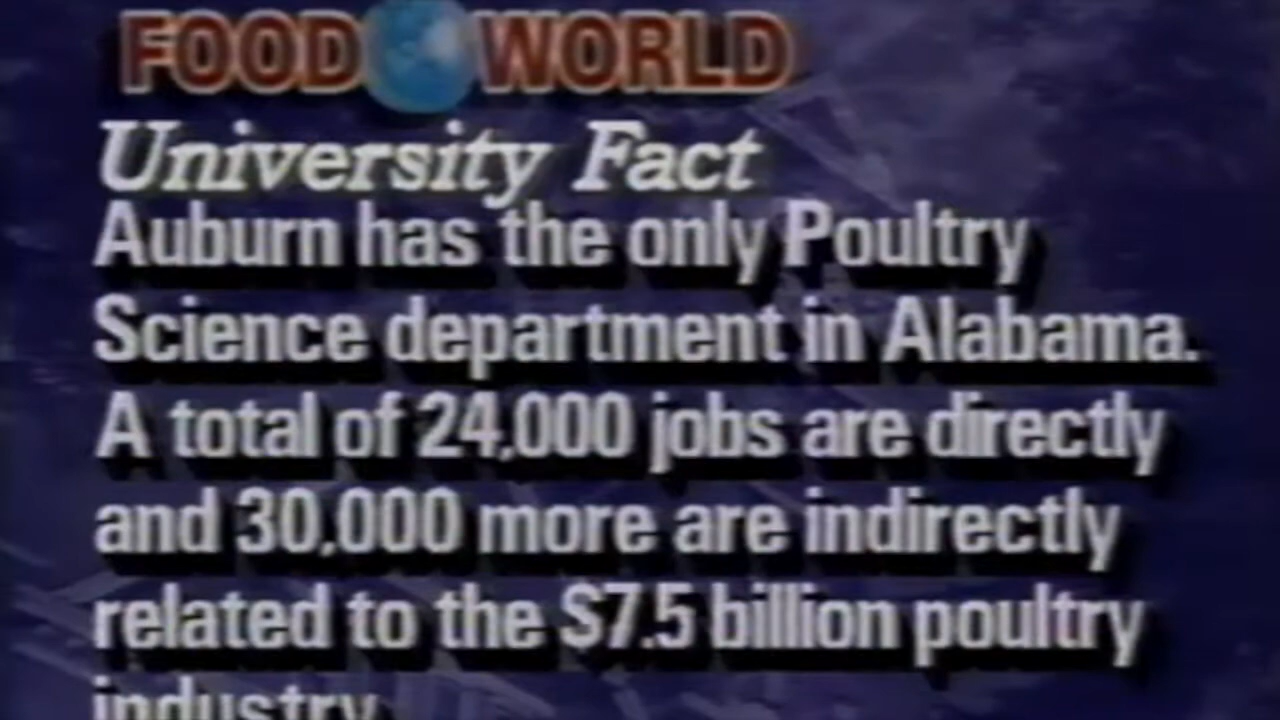 FOOD WORLD
University Fact
Auburn has the only Poultry
Science department in Alabama.
A total of 24,000 jobs are directly
and 30,000 more are indirectly
related to the $7.5 billion poultry
industry